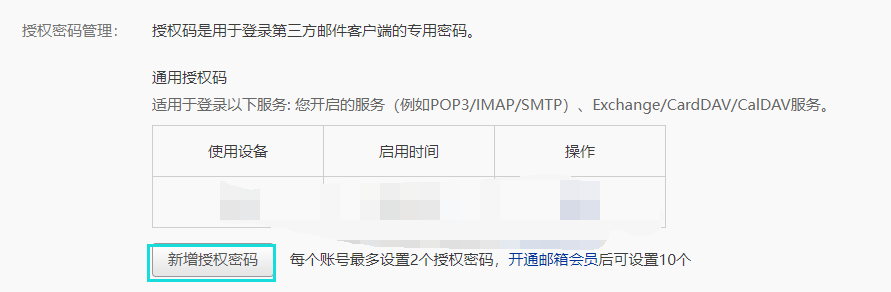 授权密码管理： 授权码是用于登录第三方邮件客户端的专用密码。
通用授权码
适用于登录以下服务: 您开启的服务（例如POP3/IMAP/SMTP）、Exchange/CardDAV/CalDAV服务。
使用设备 启用时间 操作
新增授权密码 每个账号最多设置2个授权密码，开通邮箱会员后可设置10个